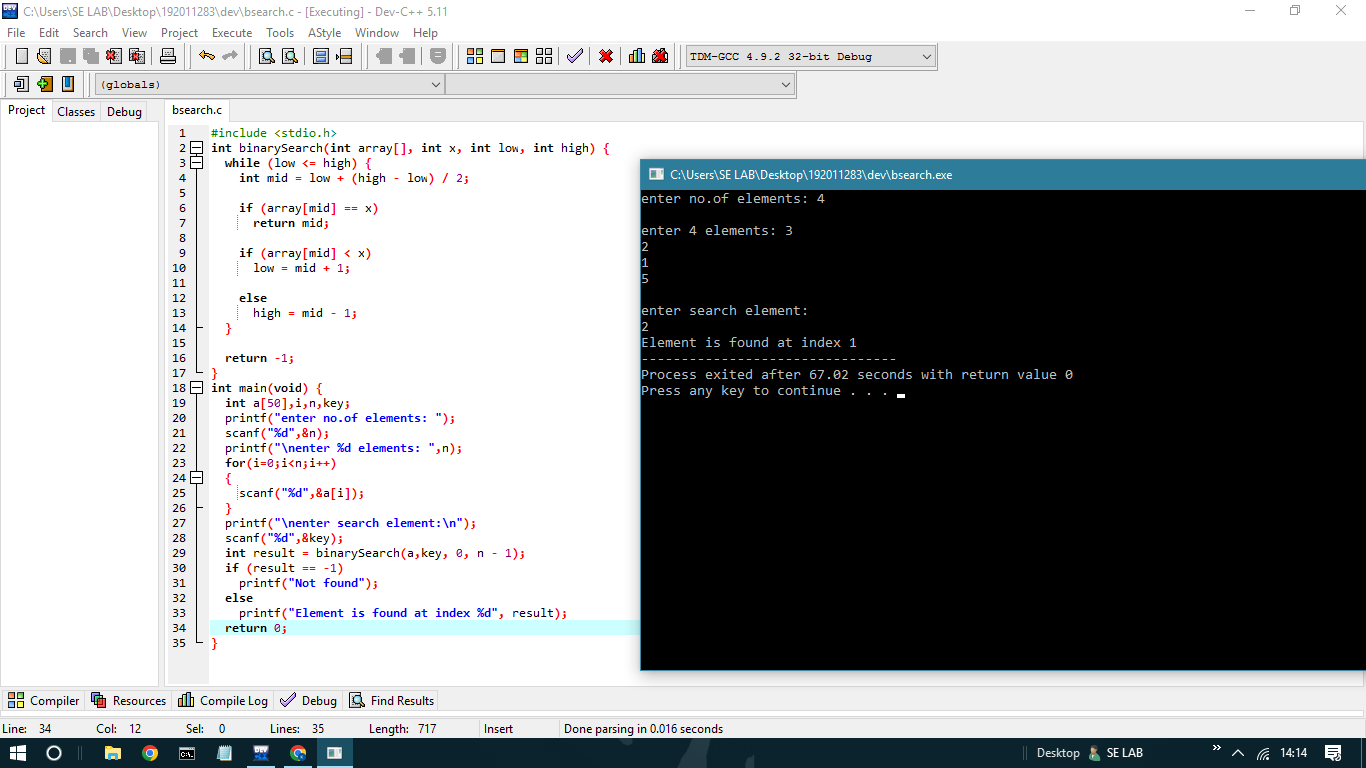 C:\Users\SE LAB\Desktop\192011283\dev\bsearch.c - [Executing] - Dev-C++ 5.11
File Edit Search View Project Execute Tools AStyle Window Help
TDM-GCC 4.9.2 32-bit Debug
(globals)
Project Classes Debug bsearch.c
1 #include <stdio.h>
2 int binarySearch(int array[], int x, int low, int high) {
3 while (low <= high) {
4 int mid = low + (high - low) / 2;
5
6 if (array[mid] == x)
7 return mid;
8
9 if (array[mid] < x)
10 low = mid + 1;
11
12 else
13 high = mid - 1;
14 }
15
16 return -1;
17 }
18 int main(void) {
19 int a[50],i,n,key;
20 printf("enter no.of elements: ");
21 scanf("%d",&n);
22 printf("\nenter %d elements: ",n);
23 for(i=0;i<n;i++)
24 {
25 scanf("%d",&a[i]);
26 }
27 printf("\nenter search element:\n");
28 scanf("%d",&key);
29 int result = binarySearch(a,key, 0, n - 1);
30 if (result == -1)
31 printf("Not found");
32 else
33 printf("Element is found at index %d", result);
34 return 0;
35 }
C:\Users\SE LAB\Desktop\192011283\dev\bsearch.exe
enter no.of elements: 4
enter 4 elements: 3
2
1
5
enter search element:
2
Element is found at index 1
--------------------------------
Process exited after 67.02 seconds with return value 0
Press any key to continue . . .
Compiler Resources Compile Log Debug Find Results
Line: 34 Col: 12 Sel: 0 Lines: 35 Length: 717 Insert Done parsing in 0.016 seconds
Desktop SE LAB 14:14